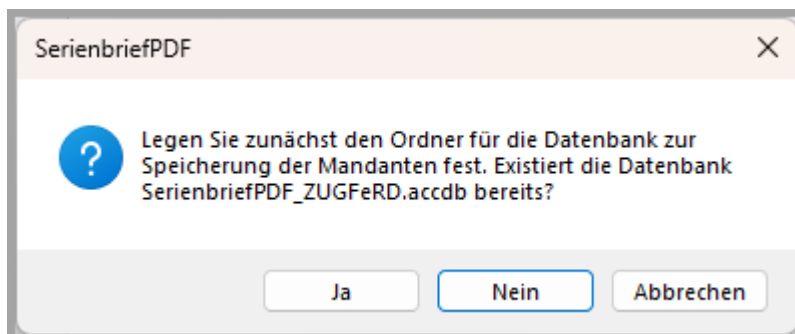 SerienbriefPDF
?
Legen Sie zunächst den Ordner für die Datenbank zur
Speicherung der Mandanten fest. Existiert die Datenbank
SerienbriefPDF_ZUGFeRD.accdb bereits?
Ja
Nein
Abbrechen